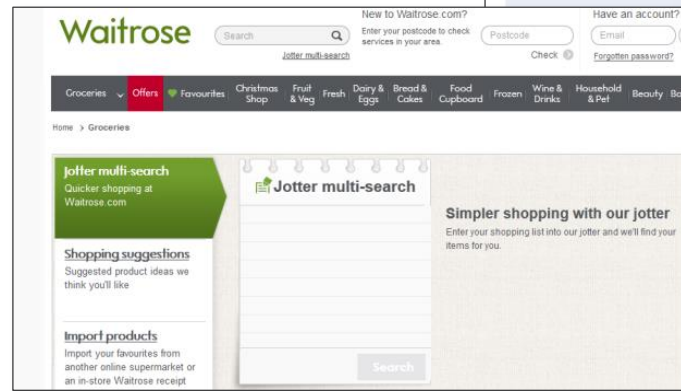 New to Waitrose.com?
Have an account?
Waitrose
Search
Enter your postcode to check
services in your area.
Postcode
Email
Jotter multi-search
Check
Forgotten password?
Groceries
Offers
Favourites
Christmas
Shop
Fruit
& Veg
Fresh
Dairy &
Eggs
Bread &
Cakes
Food
Cupboard
Frozen
Wine &
Drinks
Household
& Pet
Beauty
Home > Groceries
Jotter multi-search
Quicker shopping at
Waitrose.com
Shopping suggestions
Suggested product ideas we
think you'll like
Import products
Import your favourites from
another online supermarket or
an in-store Waitrose receipt
Jotter multi-search
Search
Simpler shopping with our jotter
Enter your shopping list into our jotter and we'll find your
items for you.